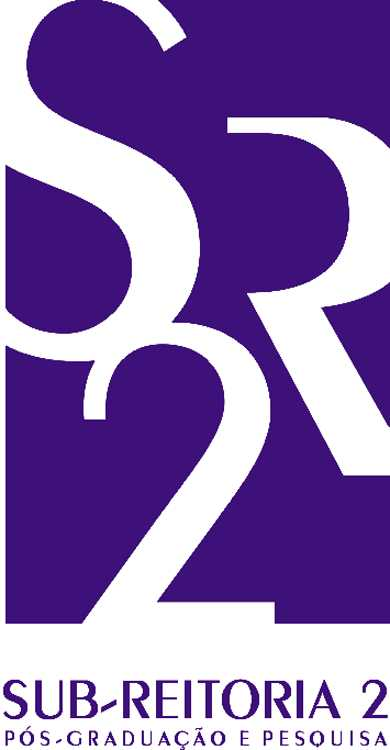 SR
2
SUB-REITORIA 2
PÓS-GRADUAÇÃO E PESQUISA